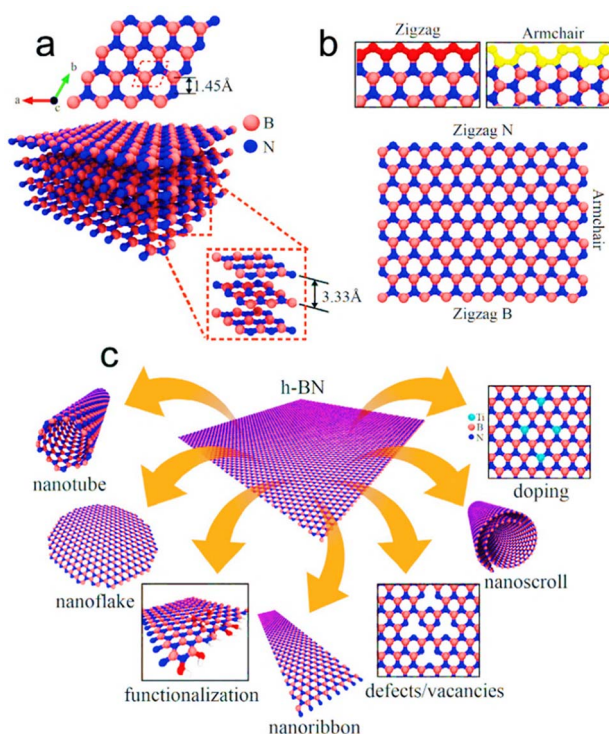 a
b
a
c
1.45Å
B
N
3.33Å
b
Zigzag
Armchair
Zigzag N
Armchair
Zigzag B
c
h-BN
nanotube
nanoflake
functionalization
nanoribbon
defects/vacancies
nanoscroll
Ti
B
N
doping